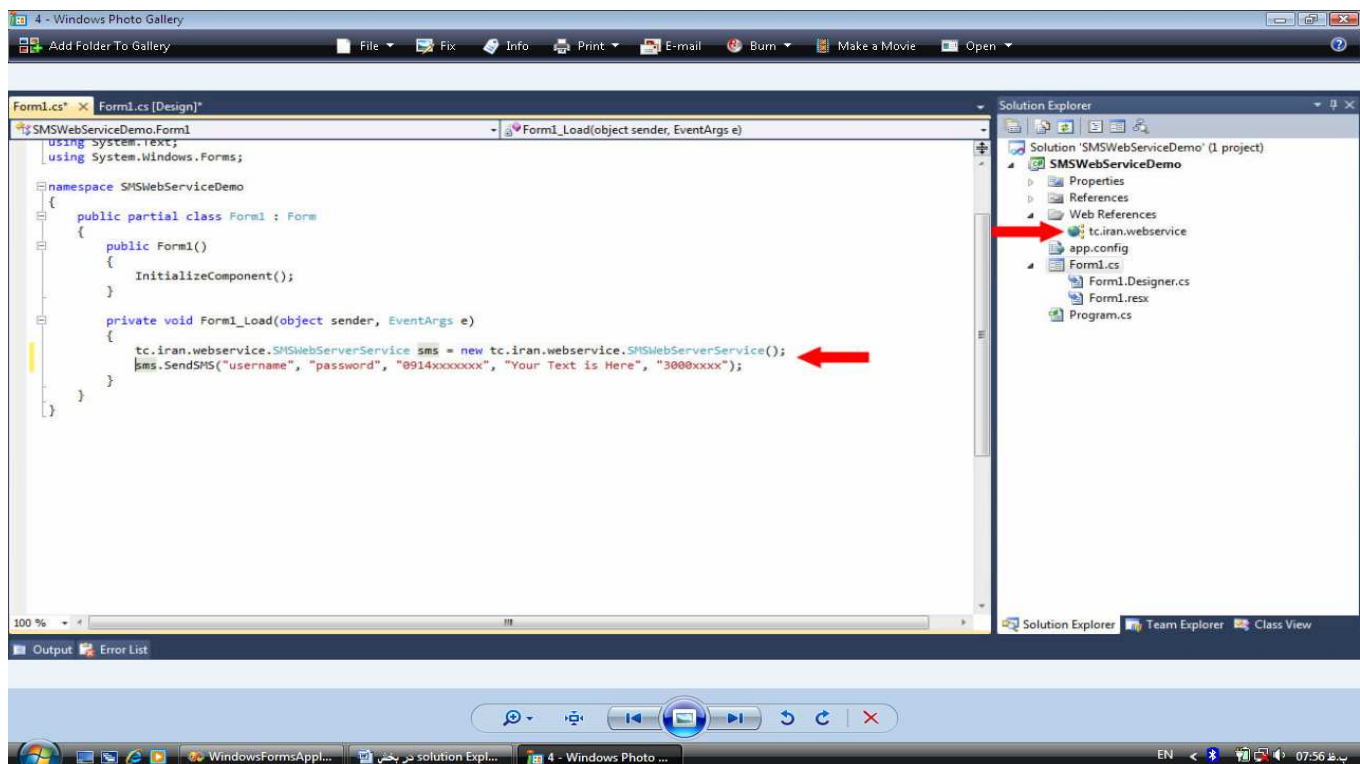 4 - Windows Photo Gallery
Add Folder To Gallery File Fix Info Print E-mail Burn Make a Movie Open
Form1.cs* Form1.cs [Design]*
SMSWebServiceDemo.Form1 Form1_Load(object sender, EventArgs e)
using System.Text;
using System.Windows.Forms;
namespace SMSWebServiceDemo
{
public partial class Form1 : Form
{
public Form1()
{
InitializeComponent();
}
private void Form1_Load(object sender, EventArgs e)
{
tc.iran.webservice.SMSWebServerService sms = new tc.iran.webservice.SMSWebServerService();
sms.SendSMS("username", "password", "0914xxxxxxx", "Your Text is Here", "3000xxxx");
}
}
}
100 %
Output Error List
Solution Explorer
Solution 'SMSWebServiceDemo' (1 project)
SMSWebServiceDemo
Properties
References
Web References
tc.iran.webservice
app.config
Form1.cs
Form1.Designer.cs
Form1.resx
Program.cs
Solution Explorer Team Explorer Class View
WindowsFormsAppl... در بخش solution Expl... 4 - Windows Photo ... EN 07:56 ب.ظ